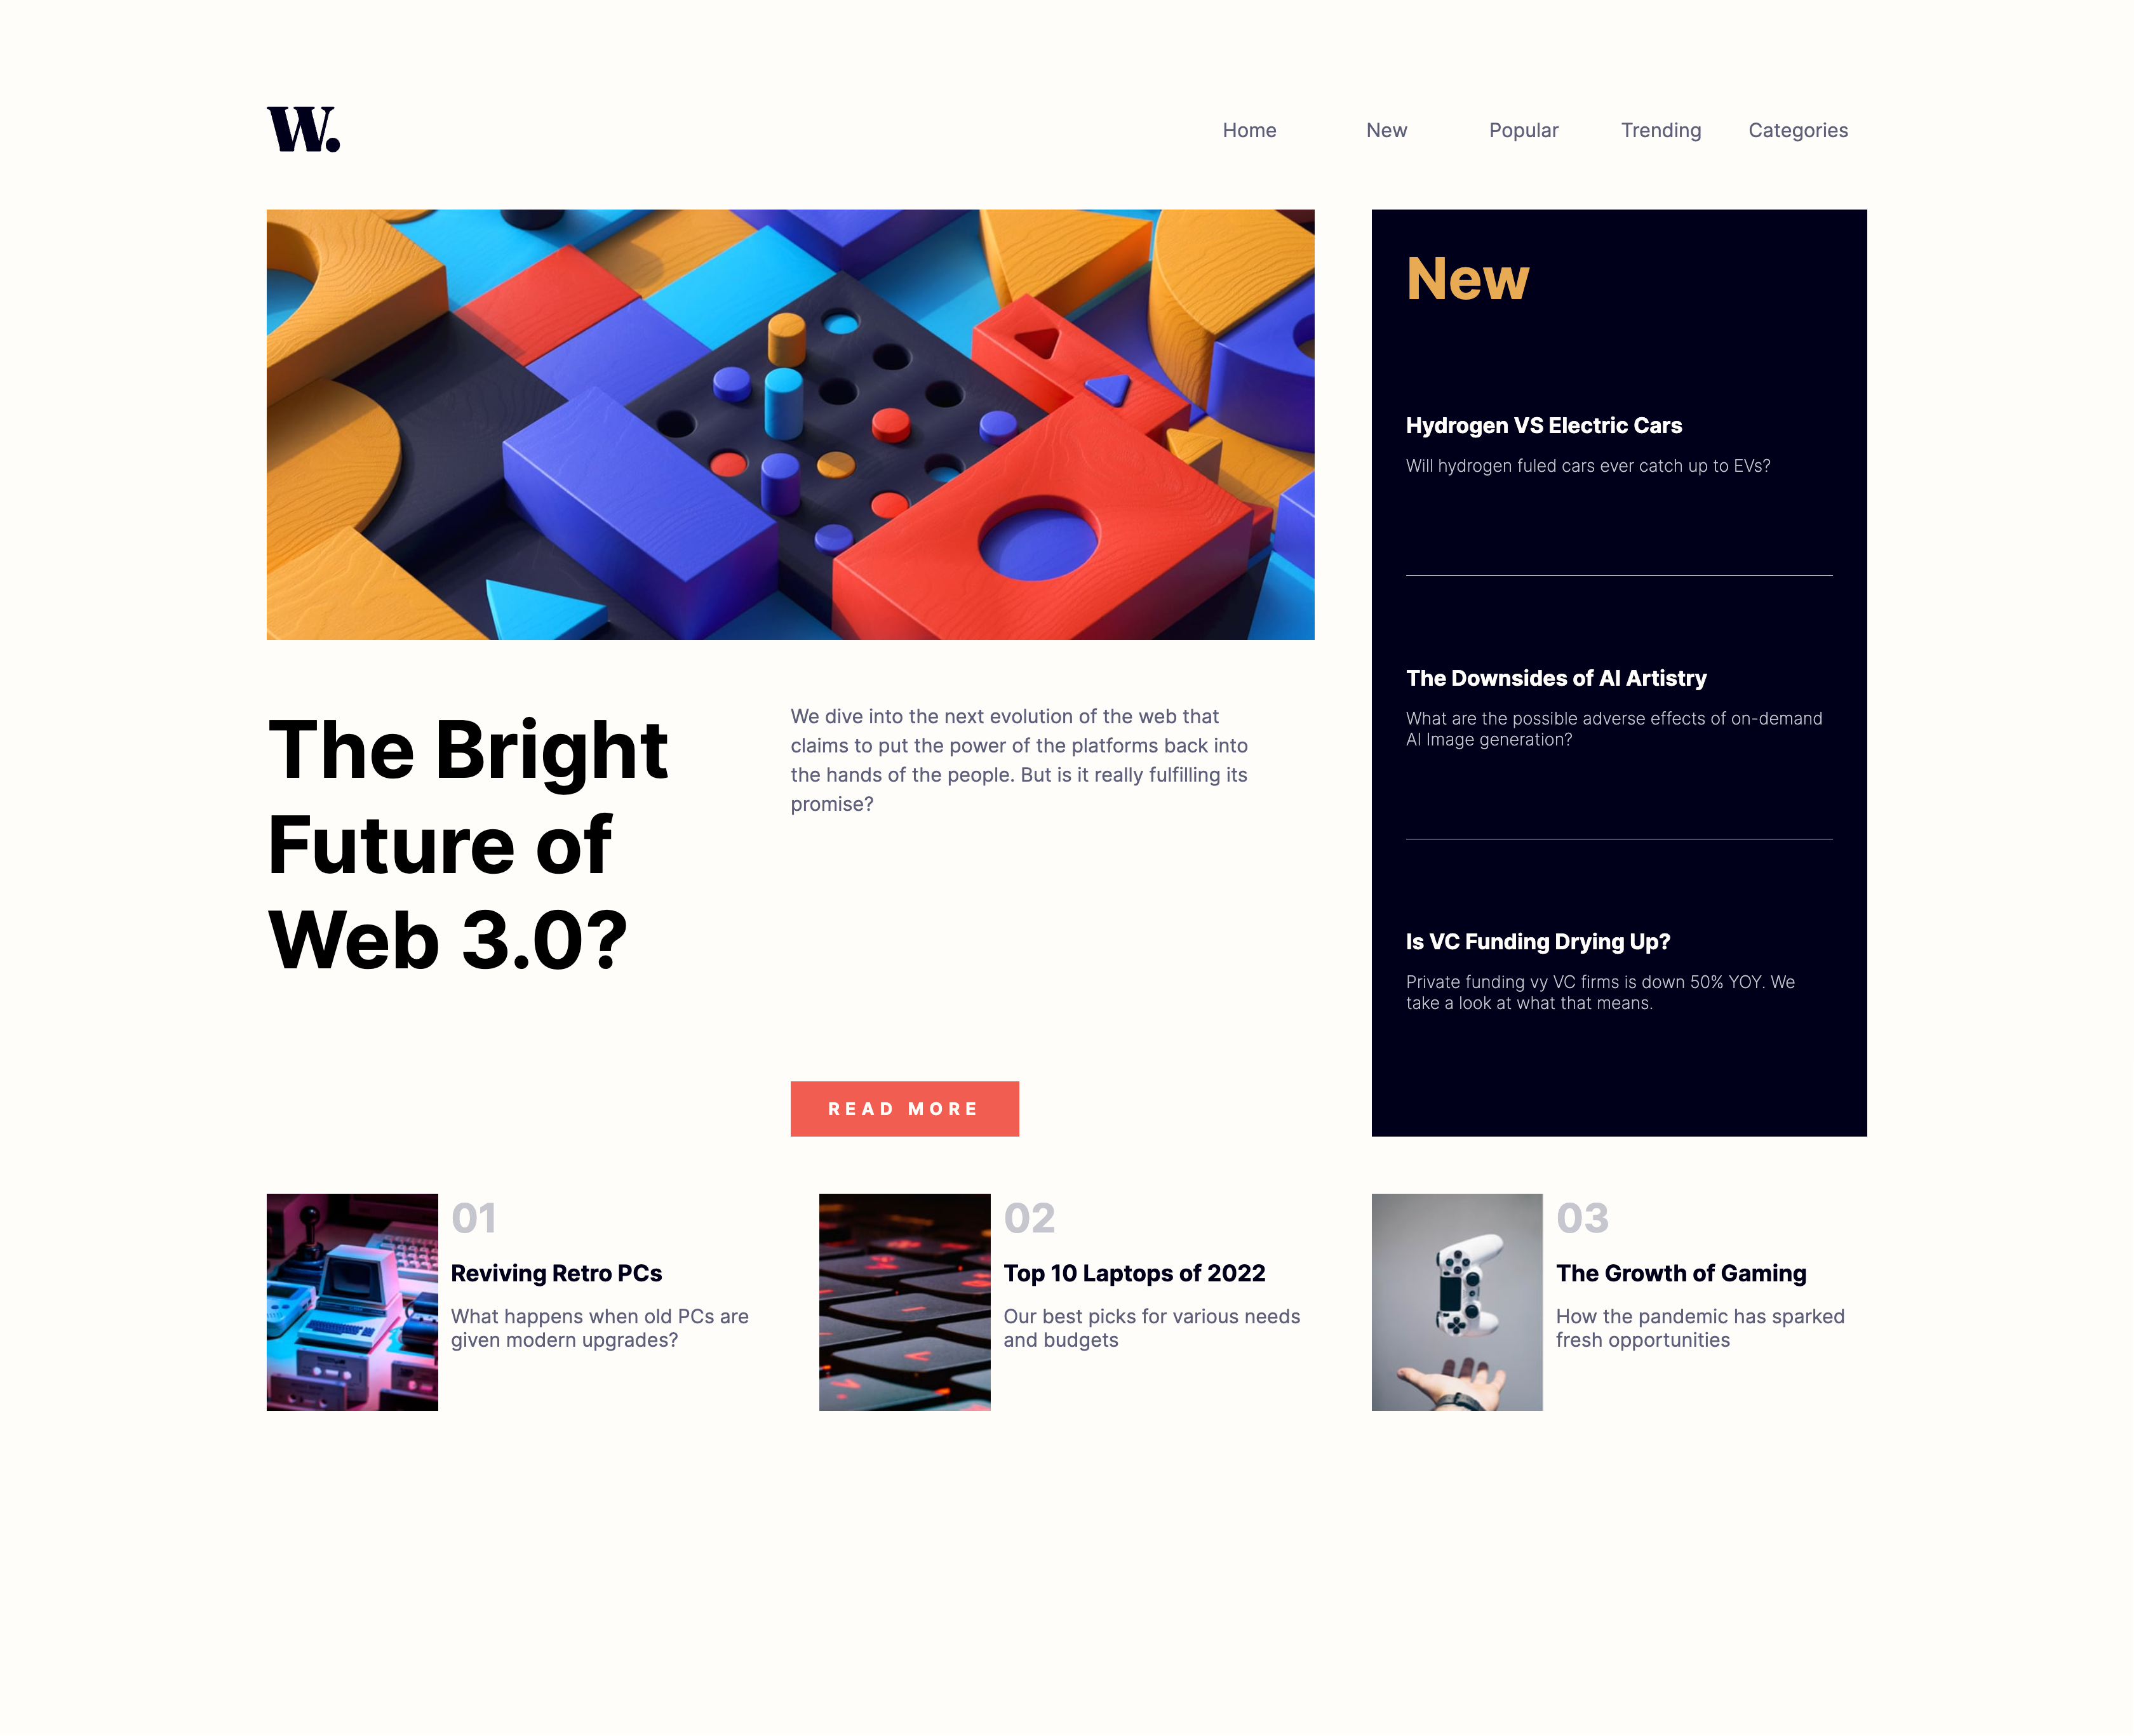 W.
Home New Popular Trending Categories
New
Hydrogen VS Electric Cars
Will hydrogen fuled cars ever catch up to EVs?
The Downsides of AI Artistry
What are the possible adverse effects of on-demand
AI Image generation?
Is VC Funding Drying Up?
Private funding vy VC firms is down 50% YOY. We
take a look at what that means.
The Bright
Future of
Web 3.0?
We dive into the next evolution of the web that
claims to put the power of the platforms back into
the hands of the people. But is it really fulfilling its
promise?
READ MORE
01
Reviving Retro PCs
What happens when old PCs are
given modern upgrades?
02
Top 10 Laptops of 2022
Our best picks for various needs
and budgets
03
The Growth of Gaming
How the pandemic has sparked
fresh opportunities